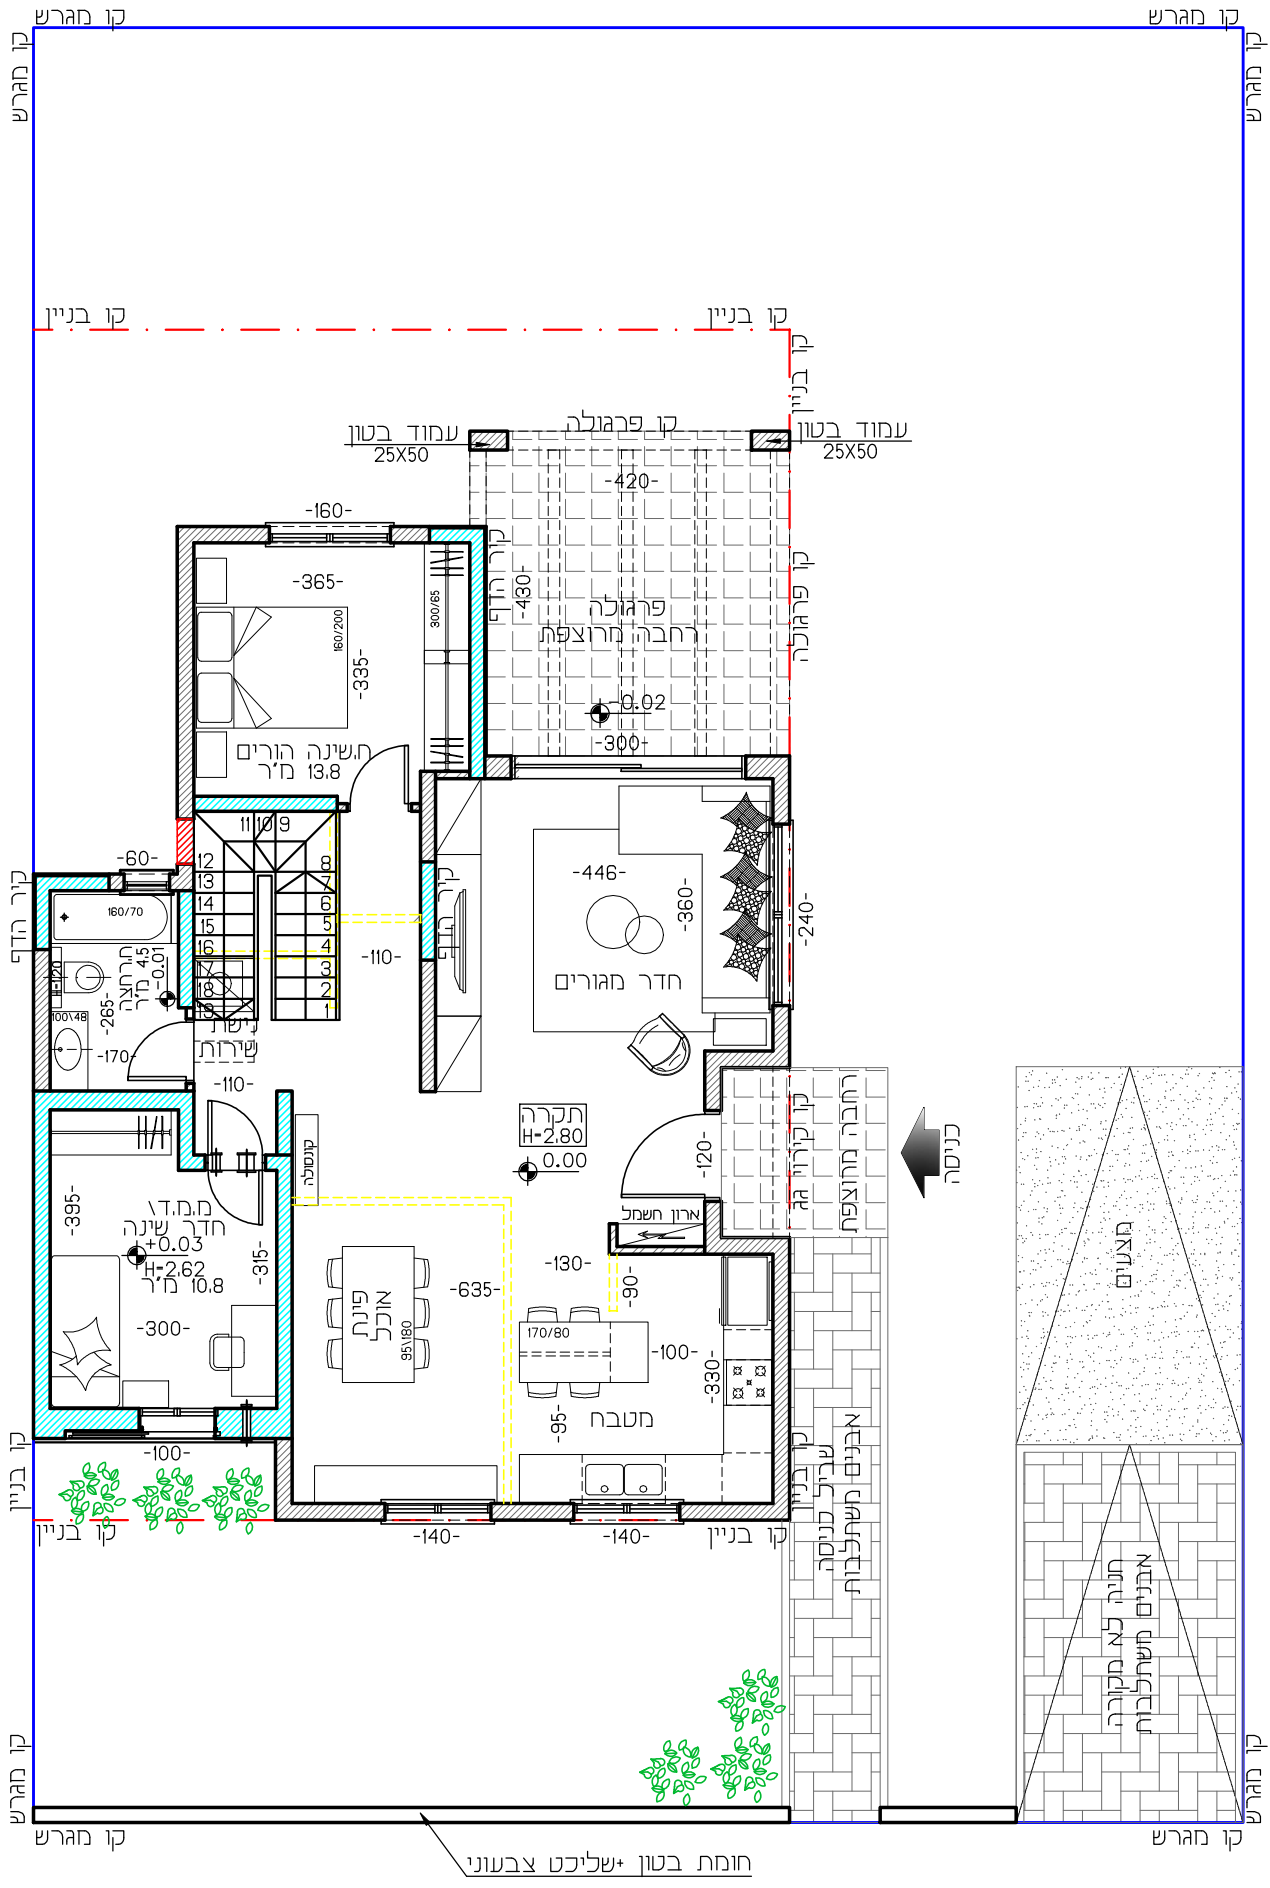 קו מגרש
קו מגרש
קו מגרש
קו מגרש
קו בניין
קו בניין
קו בניין
קו פרגולה
עמוד בטון
25X50
עמוד בטון
25X50
-420-
-160-
קיר הדף
-430-
קו פרגולה
-365-
300/65
160/200
-335-
פרגולה
רחבה מרוצפת
-0.02
-300-
ח.שינה הורים
13.8 מ"ר
11 10 9
12
13
14
15
16
17
18
19
8
7
6
5
4
3
2
1
-60-
קיר הדף
160/70
ח.רחצה
4.5 מ"ר
-0.01
H=120
-265-
100\48
-170-
נישת
שירות
-110-
-110-
קיר הדף
-446-
-360-
-240-
חדר מגורים
תקרה
H=2.80
0.00
-120-
קו קירוי גג
רחבה מרוצפת
כניסה
קונסולה
ארון חשמל
-395-
מ.מ.ד\
חדר שינה
+0.03
H=2.62
10.8 מ"ר
-315-
-300-
-100-
פינת
אוכל
95\180
-635-
-130-
-90-
170/80
-100-
-330-
-95-
מטבח
-140-
-140-
קו בניין
קו בניין
קו בניין
קו בניין
שביל כניסה
אבנים משתלבות
מצעים
חניה לא מקורה
אבנים משתלבות
קו מגרש
קו מגרש
קו מגרש
קו מגרש
חומת בטון +שליכט צבעוני